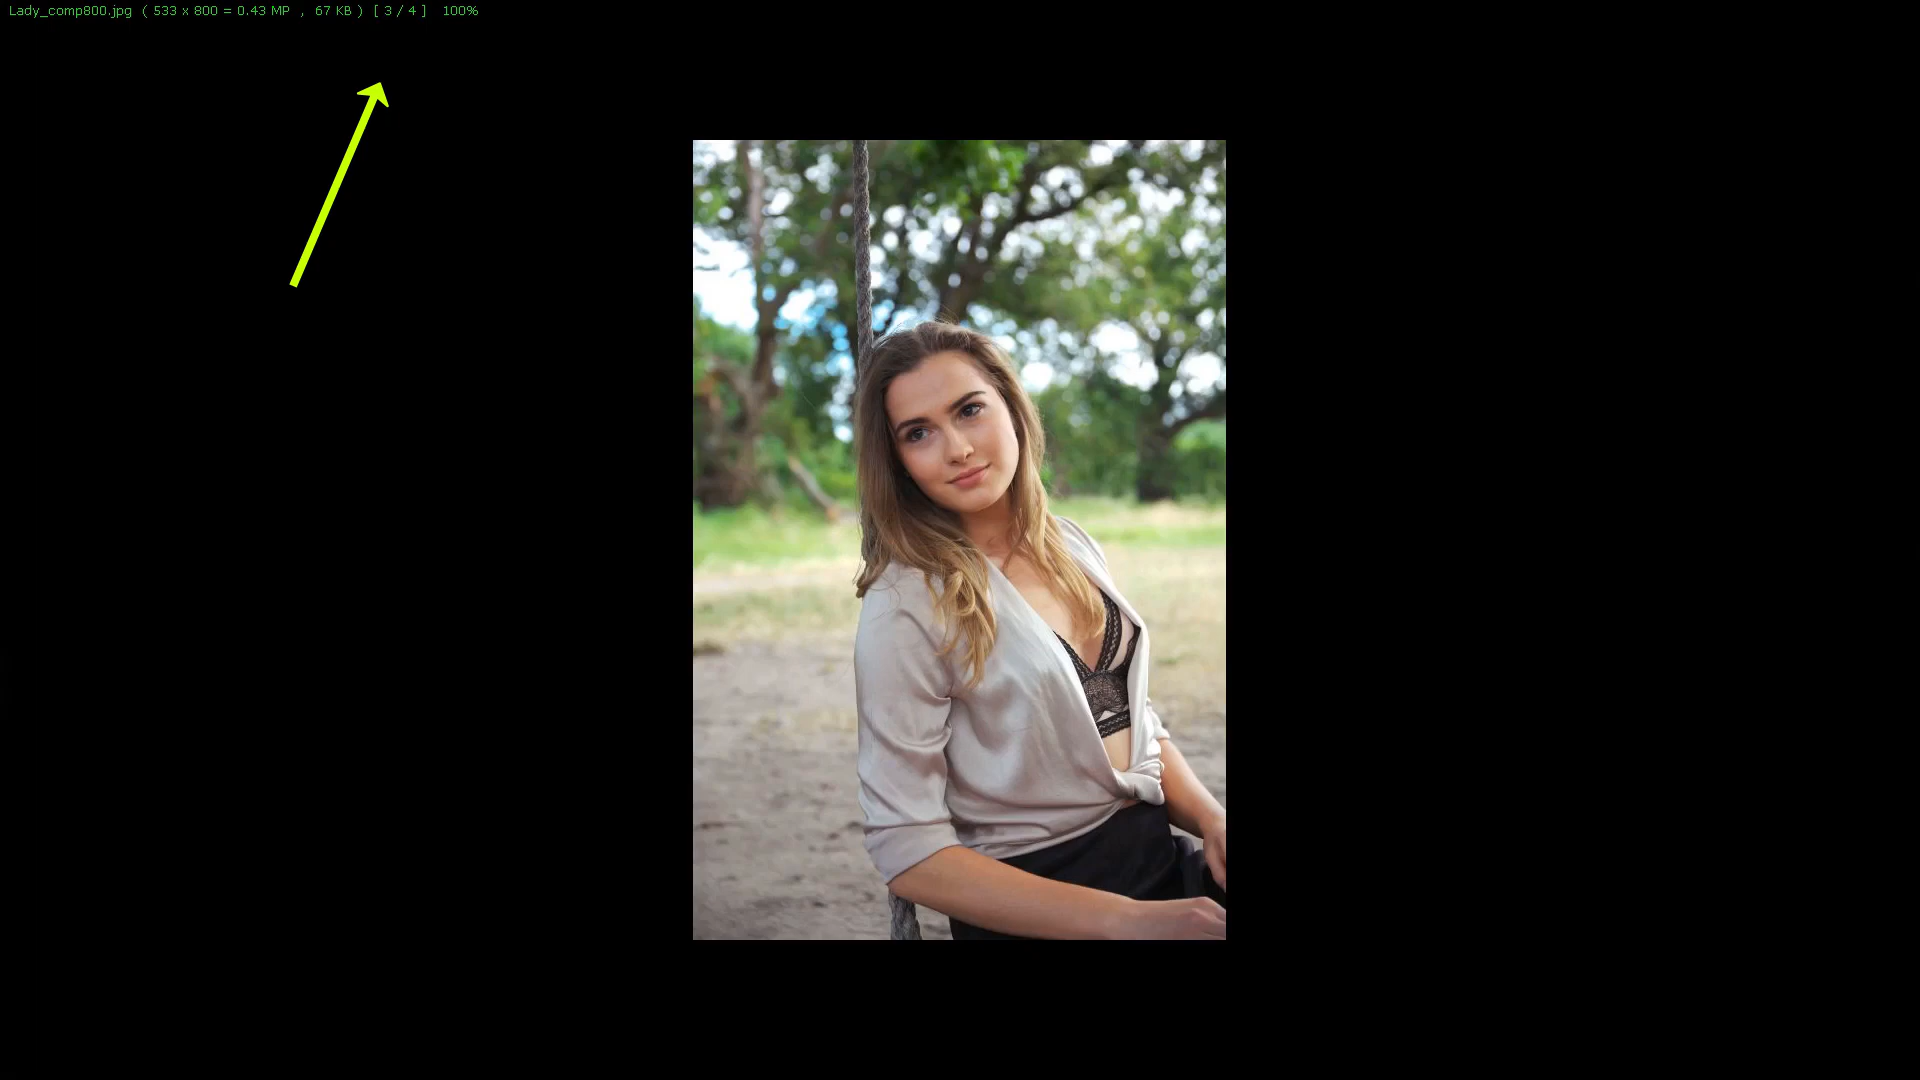 Lady_comp800.jpg ( 533 x 800 = 0.43 MP , 67 KB ) [ 3 / 4 ] 100%